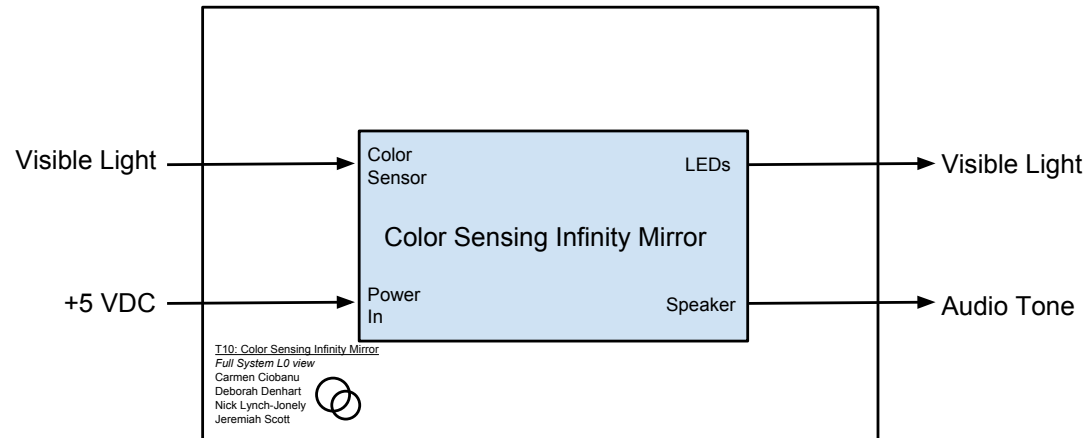 Visible Light
Color
Sensor
LEDs
Visible Light
Color Sensing Infinity Mirror
+5 VDC
Power
In
Speaker
Audio Tone
T10: Color Sensing Infinity Mirror
Full System L0 view
Carmen Ciobanu
Deborah Denhart
Nick Lynch-Jonely
Jeremiah Scott